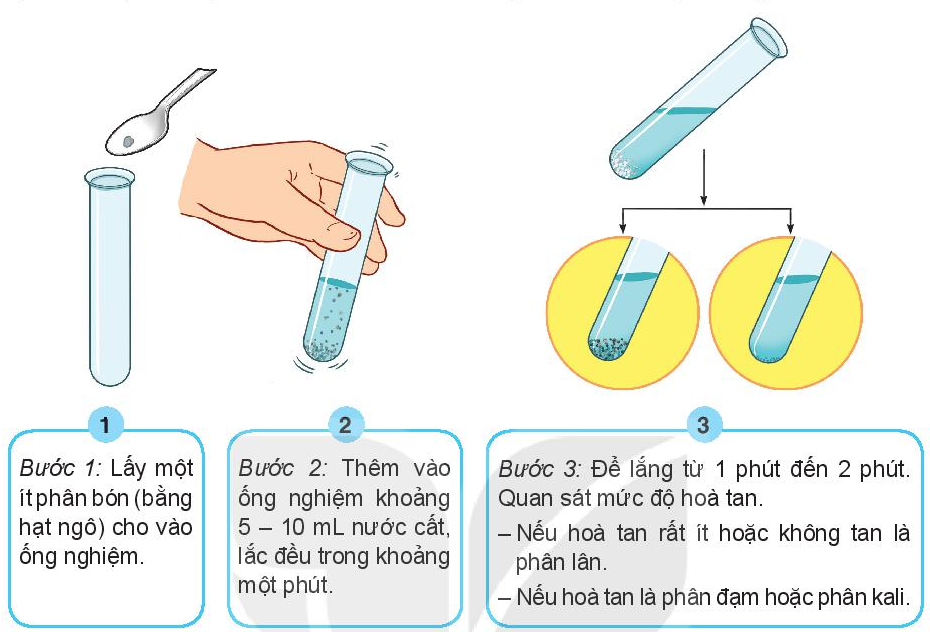 1
Bước 1: Lấy một
ít phân bón (bằng
hạt ngô) cho vào
ống nghiệm.
2
Bước 2: Thêm vào
ống nghiệm khoảng
5 – 10 mL nước cất,
lắc đều trong khoảng
một phút.
3
Bước 3: Để lắng từ 1 phút đến 2 phút.
Quan sát mức độ hoà tan.
– Nếu hoà tan rất ít hoặc không tan là
phân lân.
– Nếu hoà tan là phân đạm hoặc phân kali.